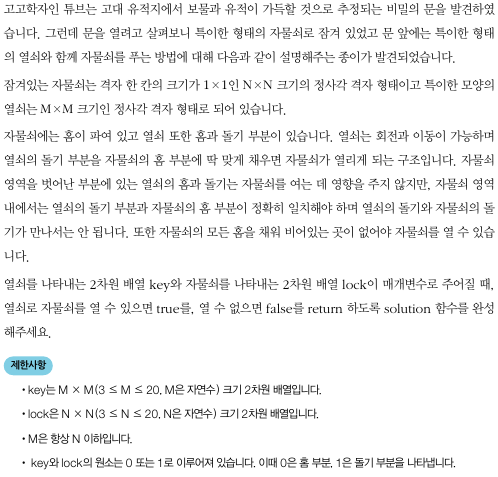 고고학자인 튜브는 고대 유적지에서 보물과 유적이 가득할 것으로 추정되는 비밀의 문을 발견하였
습니다. 그런데 문을 열려고 살펴보니 특이한 형태의 자물쇠로 잠겨 있었고 문 앞에는 특이한 형태
의 열쇠와 함께 자물쇠를 푸는 방법에 대해 다음과 같이 설명해주는 종이가 발견되었습니다.
잠겨있는 자물쇠는 격자 한 칸의 크기가 1×1인 N×N 크기의 정사각 격자 형태이고 특이한 모양의
열쇠는 M×M 크기인 정사각 격자 형태로 되어 있습니다.
자물쇠에는 홈이 파여 있고 열쇠 또한 홈과 돌기 부분이 있습니다. 열쇠는 회전과 이동이 가능하며
열쇠의 돌기 부분을 자물쇠의 홈 부분에 딱 맞게 채우면 자물쇠가 열리게 되는 구조입니다. 자물쇠
영역을 벗어난 부분에 있는 열쇠의 홈과 돌기는 자물쇠를 여는 데 영향을 주지 않지만, 자물쇠 영역
내에서는 열쇠의 돌기 부분과 자물쇠의 홈 부분이 정확히 일치해야 하며 열쇠의 돌기와 자물쇠의 돌
기가 만나서는 안 됩니다. 또한 자물쇠의 모든 홈을 채워 비어있는 곳이 없어야 자물쇠를 열 수 있습
니다.
열쇠를 나타내는 2차원 배열 key와 자물쇠를 나타내는 2차원 배열 lock이 매개변수로 주어질 때,
열쇠로 자물쇠를 열 수 있으면 true를, 열 수 없으면 false를 return 하도록 solution 함수를 완성
해주세요.
제한사항
• key는 M × M(3 ≤ M ≤ 20, M은 자연수) 크기 2차원 배열입니다.
• lock은 N × N(3 ≤ N ≤ 20, N은 자연수) 크기 2차원 배열입니다.
• M은 항상 N 이하입니다.
• key와 lock의 원소는 0 또는 1로 이루어져 있습니다. 이때 0은 홈 부분, 1은 돌기 부분을 나타냅니다.